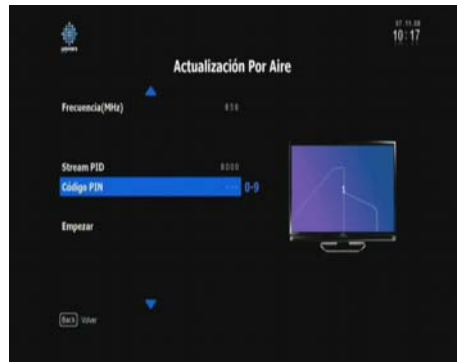 10:17
Actualización Por Aire
Frecuencia(MHz)
Stream PID
Código PIN --- 0-9
Empezar
Back Volver